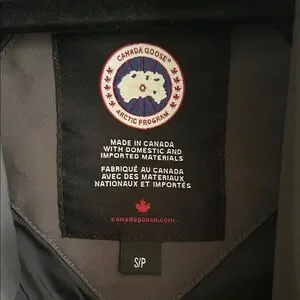 CANADA GOOSE®
ARCTIC PROGRAM
MADE IN CANADA
WITH DOMESTIC AND
IMPORTED MATERIALS
FABRIQUÉ AU CANADA
AVEC DES MATERIAUX
NATIONAUX ET IMPORTÉS
canadagoose.com
S/P